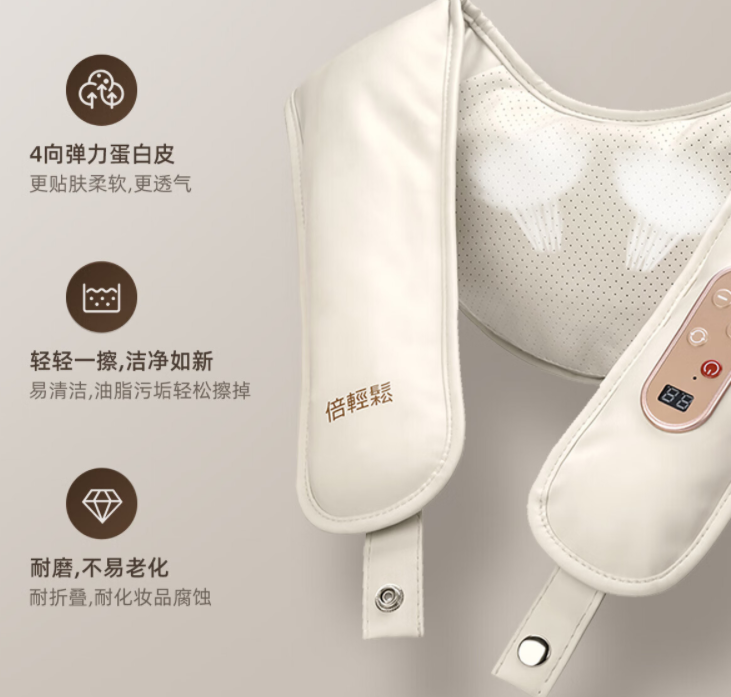 4向弹力蛋白皮
更贴肤柔软,更透气
轻轻一擦,洁净如新
易清洁,油脂污垢轻松擦掉
倍輕鬆
88
耐磨,不易老化
耐折叠,耐化妆品腐蚀